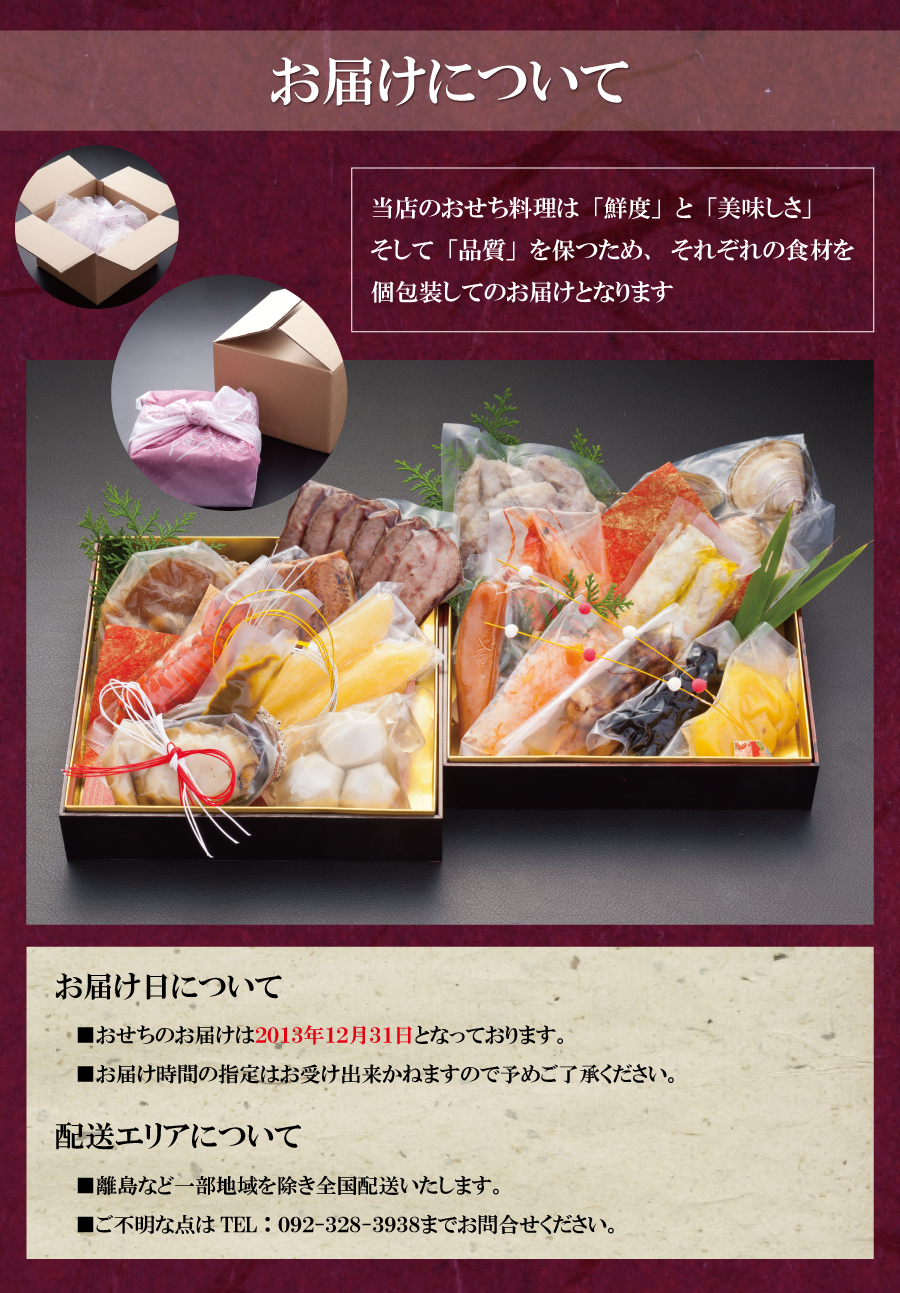 お届けについて
当店のおせち料理は「鮮度」と「美味しさ」
そして「品質」を保つため、それぞれの食材を
個包装してのお届けとなります
お届け日について
■おせちのお届けは2013年12月31日となっております。
■お届け時間の指定はお受け出来かねますので予めご了承ください。
配送エリアについて
■離島など一部地域を除き全国配送いたします。
■ご不明な点はTEL：092-328-3938までお問合せください。